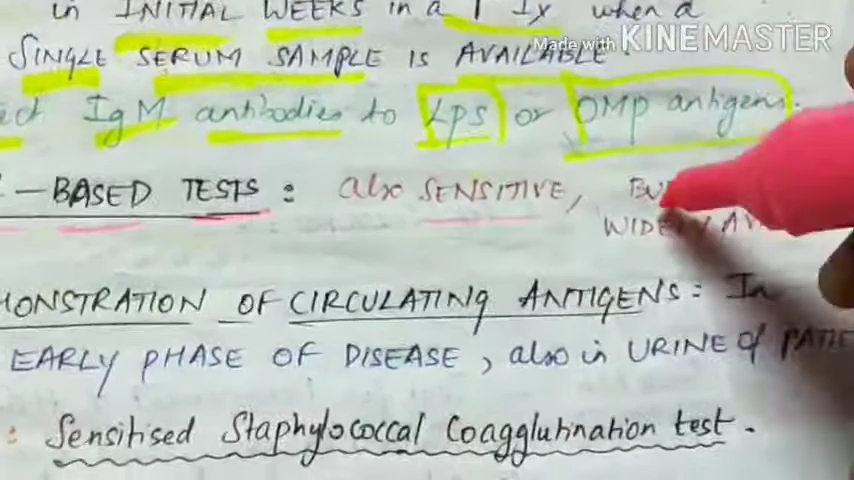 in INITIAL WEEKS in a
when a
Made with KINEMASTER
SINGLE SERUM SAMPLE is AVAILABLE.
IgM antibodies to LPS or OMP antigens.
-BASED TESTS : also SENSITIVE,
OF CIRCULATING ANTIGENS : In
EARLY PHASE OF DISEASE, also in URINE of
: Sensitised Staphylococcal Coagglutination test.